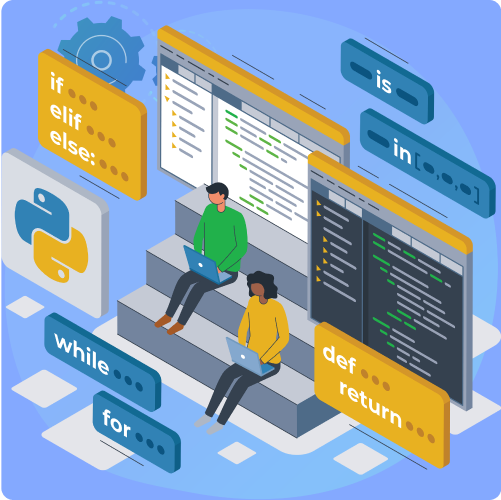 if
elif
else:
is
in [ , , ]
while
for
def
return